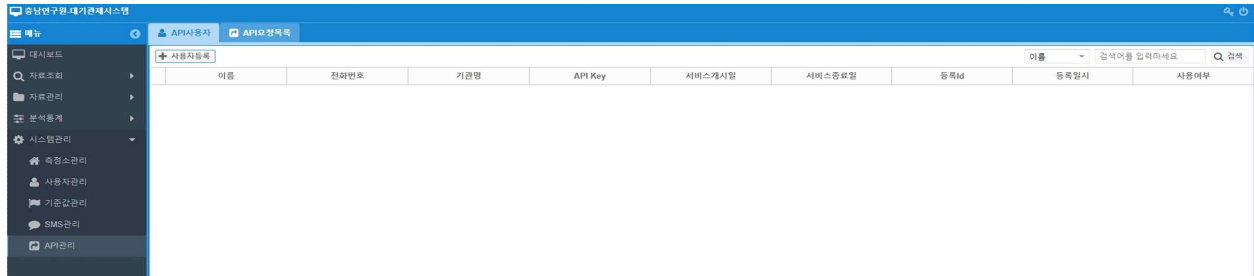 충남연구원-대기관제시스템
메뉴
API사용자 API요청목록
대시보드
사용자등록 이름 검색어를 입력하세요 검색
이름 전화번호 기관명 API Key 서비스개시일 서비스종료일 등록Id 등록일시 사용여부
자료조회
자료관리
분석통계
시스템관리
측정소관리
사용자관리
기준값관리
SMS관리
API관리